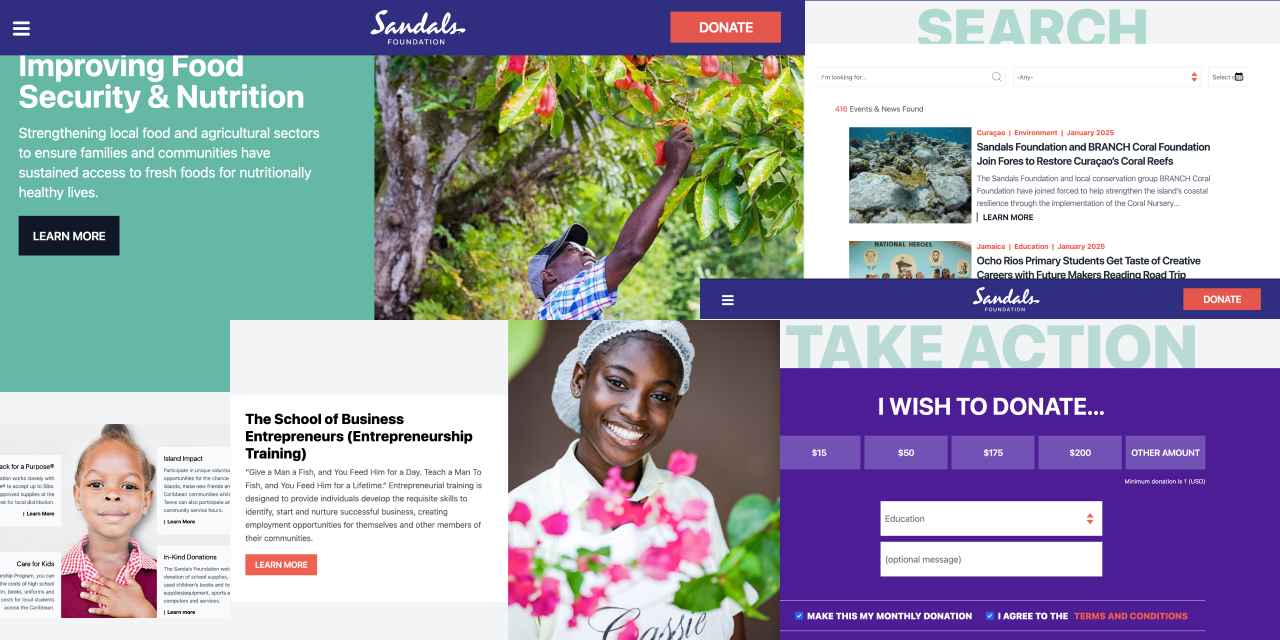 Sandals
FOUNDATION
DONATE
Improving Food
Security & Nutrition
Strengthening local food and agricultural sectors
to ensure families and communities have
sustained access to fresh foods for nutritionally
healthy lives.
LEARN MORE
SEARCH
I'm looking for...
-Any-
Select
416 Events & News Found
Curaçao | Environment | January 2025
Sandals Foundation and BRANCH Coral Foundation
Join Fores to Restore Curaçao's Coral Reefs
The Sandals Foundation and local conservation group BRANCH Coral
Foundation have joined forced to help strengthen the island's coastal
resilience through the implementation of the Coral Nursery...
| LEARN MORE
NATIONAL HEROES
Jamaica | Education | January 2025
Ocho Rios Primary Students Get Taste of Creative
Careers with Future Makers Reading Road Trip
Sandals
FOUNDATION
DONATE
TAKE ACTION
I WISH TO DONATE...
$15
$50
$175
$200
OTHER AMOUNT
Minimum donation is 1 (USD)
Education
(optional message)
MAKE THIS MY MONTHLY DONATION
I AGREE TO THE TERMS AND CONDITIONS
The School of Business
Entrepreneurs (Entrepreneurship
Training)
"Give a Man a Fish, and You Feed Him for a Day. Teach a Man To
Fish, and You Feed Him for a Lifetime." Entrepreneurial training is
designed to provide individuals develop the requisite skills to
identify, start and nurture successful business, creating
employment opportunities for themselves and other members of
their communities.
LEARN MORE
Cassie
ack for a Purpose®
ation works closely with
® to accept up to 5lbs.
pproved supplies at the
sk for local distribution.
| Learn More
Care for Kids
rship Program, you can
the costs of high school
on, books, uniforms and
costs for local students
across the Caribbean.
Island Impact
Participate in unique voluntoe
opportunities for the chance
islands, make new friends an
Caribbean communities while
Teens can also participate an
community service hours.
| Learn More
In-Kind Donations
The Sandals Foundation welc
donation of school supplies,
used children's books and to
supplies/equipment, sports e
computers and services.
| Learn more